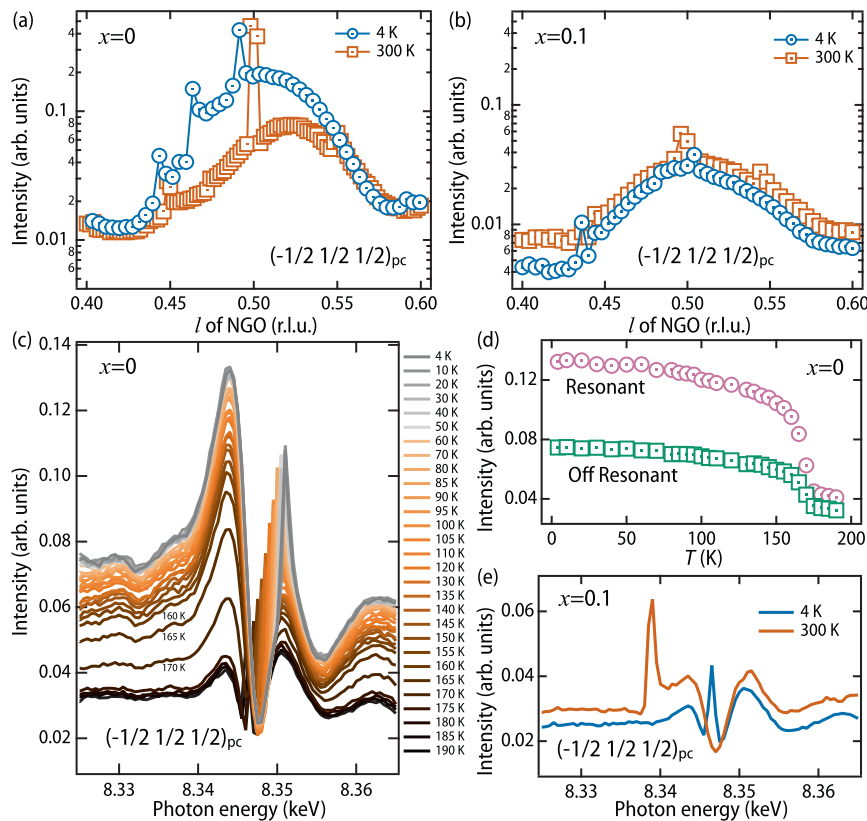 (a)
x=0
4 K
300 K
4
2
0.1
8
6
4
2
0.01
8
6
4
Intensity (arb. units)
(-1/2 1/2 1/2)pc
0.40
0.45
0.50
0.55
0.60
l of NGO (r.l.u.)
(b)
x=0.1
4 K
300 K
4
2
0.1
8
6
4
2
0.01
8
6
4
Intensity (arb. units)
(-1/2 1/2 1/2)pc
0.40
0.45
0.50
0.55
0.60
l of NGO (r.l.u.)
(c)
x=0
0.14
0.12
0.10
0.08
0.06
0.04
0.02
Intensity (arb. units)
160 K
165 K
170 K
(-1/2 1/2 1/2)pc
8.33
8.34
8.35
8.36
Photon energy (keV)
4 K
10 K
20 K
30 K
40 K
50 K
60 K
70 K
80 K
85 K
90 K
95 K
100 K
105 K
110 K
120 K
130 K
135 K
140 K
145 K
150 K
155 K
160 K
165 K
170 K
175 K
180 K
185 K
190 K
(d)
x=0
0.12
0.08
0.04
Intensity (arb. units)
Resonant
Off Resonant
0
50
100
150
200
T (K)
(e)
x=0.1
4 K
300 K
0.06
0.04
0.02
Intensity (arb. units)
(-1/2 1/2 1/2)pc
8.33
8.34
8.35
8.36
Photon energy (keV)